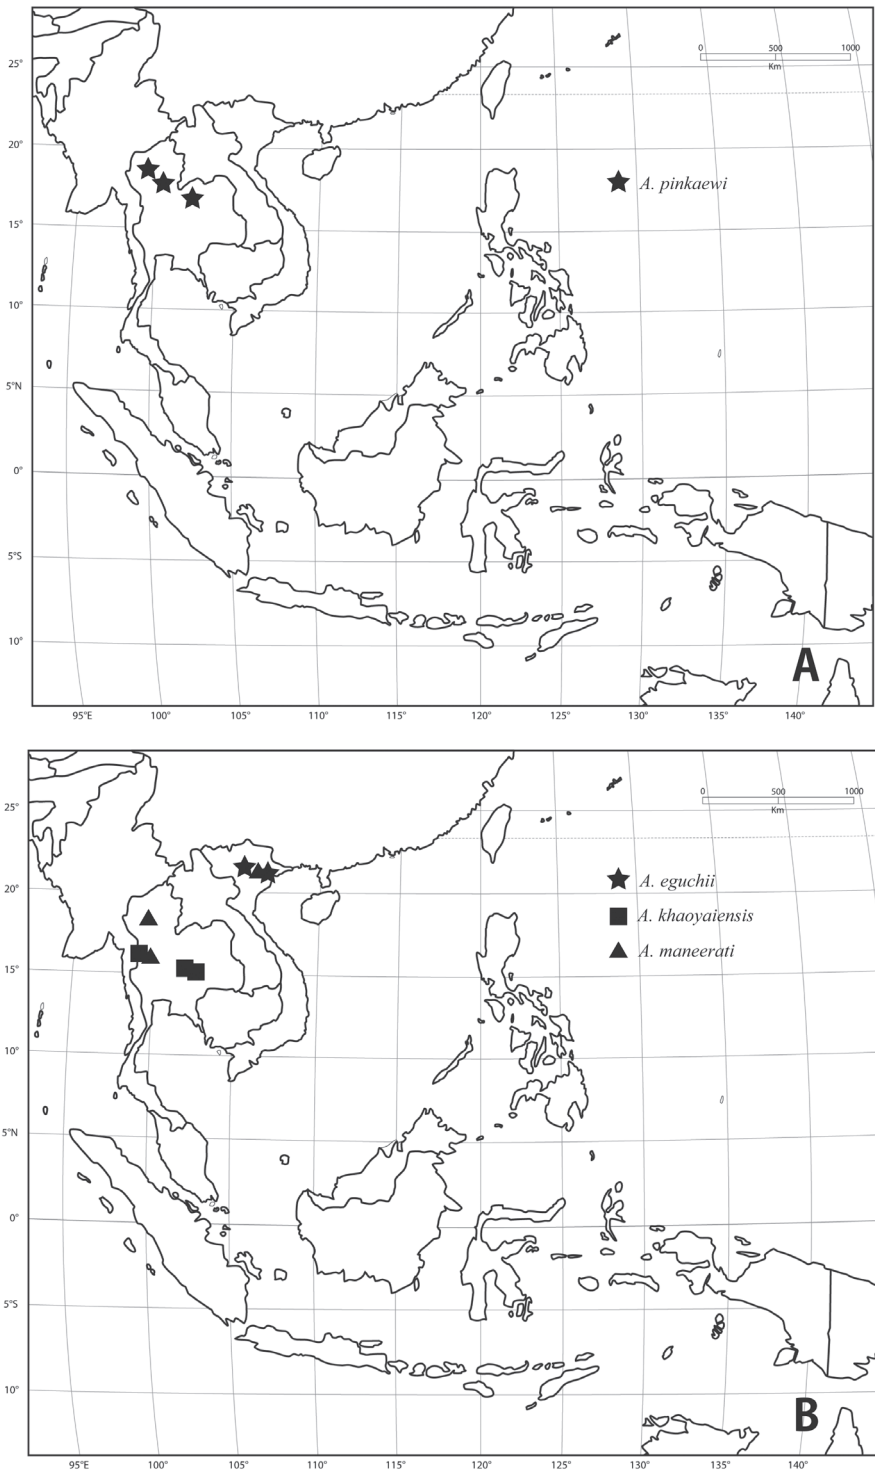 0 500 1000
Km
25°
20°
A. pinkaewi
15°
10°
5°N
0°
5°S
10°
A
95°E 100° 105° 110° 115° 120° 125° 130° 135° 140°
0 500 1000
Km
25°
A. eguchii
20°
A. khaoyaiensis
A. maneerati
15°
10°
5°N
0°
5°S
10°
B
95°E 100° 105° 110° 115° 120° 125° 130° 135° 140°